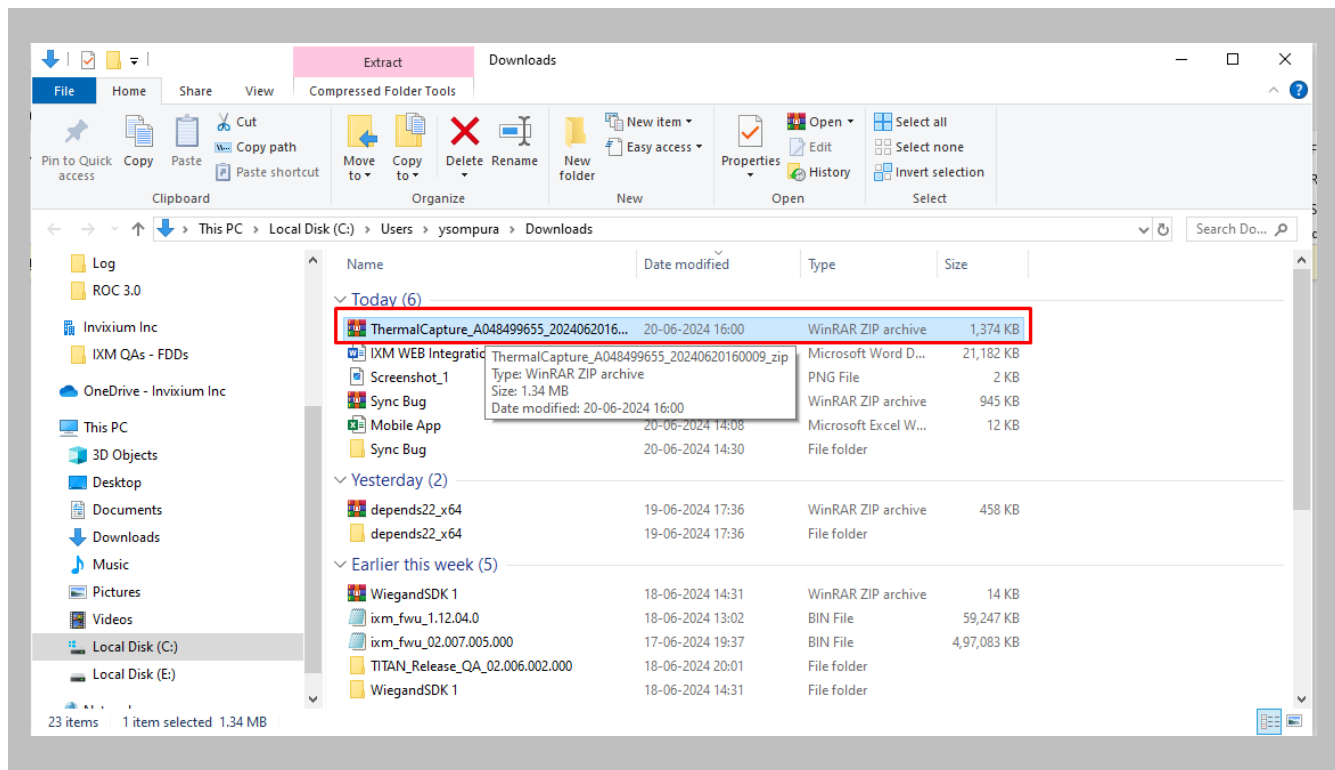 Extract Downloads
File Home Share View Compressed Folder Tools
Pin to Quick access
Copy
Paste
Cut
Copy path
Paste shortcut
Move to
Copy to
Delete
Rename
New folder
New item
Easy access
Properties
Open
Edit
History
Select all
Select none
Invert selection
Clipboard Organize New Open Select
This PC > Local Disk (C:) > Users > ysompura > Downloads
Search Do...
Log
ROC 3.0
Invixium Inc
IXM QAs - FDDs
OneDrive - Invixium Inc
This PC
3D Objects
Desktop
Documents
Downloads
Music
Pictures
Videos
Local Disk (C:)
Local Disk (E:)
Name Date modified Type Size
Today (6)
ThermalCapture_A048499655_2024062016... 20-06-2024 16:00 WinRAR ZIP archive 1,374 KB
IXM WEB Integratio Microsoft Word D... 21,182 KB
Screenshot_1 PNG File 2 KB
Sync Bug WinRAR ZIP archive 945 KB
Mobile App 20-06-2024 14:08 Microsoft Excel W... 12 KB
Sync Bug 20-06-2024 14:30 File folder
ThermalCapture_A048499655_20240620160009_zip
Type: WinRAR ZIP archive
Size: 1.34 MB
Date modified: 20-06-2024 16:00
Yesterday (2)
depends22_x64 19-06-2024 17:36 WinRAR ZIP archive 458 KB
depends22_x64 19-06-2024 17:36 File folder
Earlier this week (5)
WiegandSDK 1 18-06-2024 14:31 WinRAR ZIP archive 14 KB
ixm_fwu_1.12.04.0 18-06-2024 13:02 BIN File 59,247 KB
ixm_fwu_02.007.005.000 17-06-2024 19:37 BIN File 4,97,083 KB
TITAN_Release_QA_02.006.002.000 18-06-2024 20:01 File folder
WiegandSDK 1 18-06-2024 14:31 File folder
23 items 1 item selected 1.34 MB